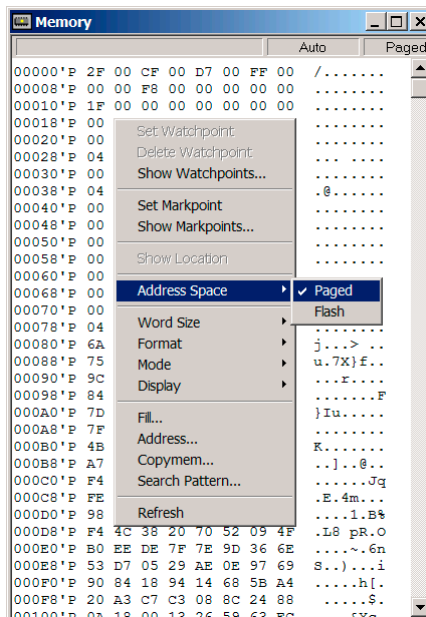 Memory
Auto Paged
00000'P 2F 00 CF 00 D7 00 FF 00 /.......
00008'P 00 00 F8 00 00 00 00 00 ........
00010'P 1F 00 00 00 00 00 00 00 ........
00018'P 00 ........
00020'P 00 ........
00028'P 04 ... ....
00030'P 00 ........
00038'P 04 .@......
00040'P 00 ........
00048'P 00 ........
00050'P 00 ........
00058'P 00 ........
00060'P 00
00068'P 00
00070'P 00
00078'P 04 ........
00080'P 6A j...> ..
00088'P 75 u.7X}f..
00090'P 9C ...r....
00098'P 84 .......F
000A0'P 7D }Iu.....
000A8'P 7F ........
000B0'P 4B K.......
000B8'P A7 ..]..@..
000C0'P F4 ......Jq
000C8'P FE .E.4m...
000D0'P 98 ....1.B%
000D8'P F4 4C 38 20 70 52 09 4F .L8 pR.O
000E0'P B0 EE DE 7F 7E 9D 36 6E ....~.6n
000E8'P 53 D7 05 29 AE 0E 97 69 S..)...i
000F0'P 90 84 18 94 14 68 5B A4 .....h[.
000F8'P 20 A3 C7 C3 08 8C 24 88 ......$.
Set Watchpoint
Delete Watchpoint
Show Watchpoints...
Set Markpoint
Show Markpoints...
Show Location
Address Space
Word Size
Format
Mode
Display
Fill...
Address...
Copymem...
Search Pattern...
Refresh
Paged
Flash